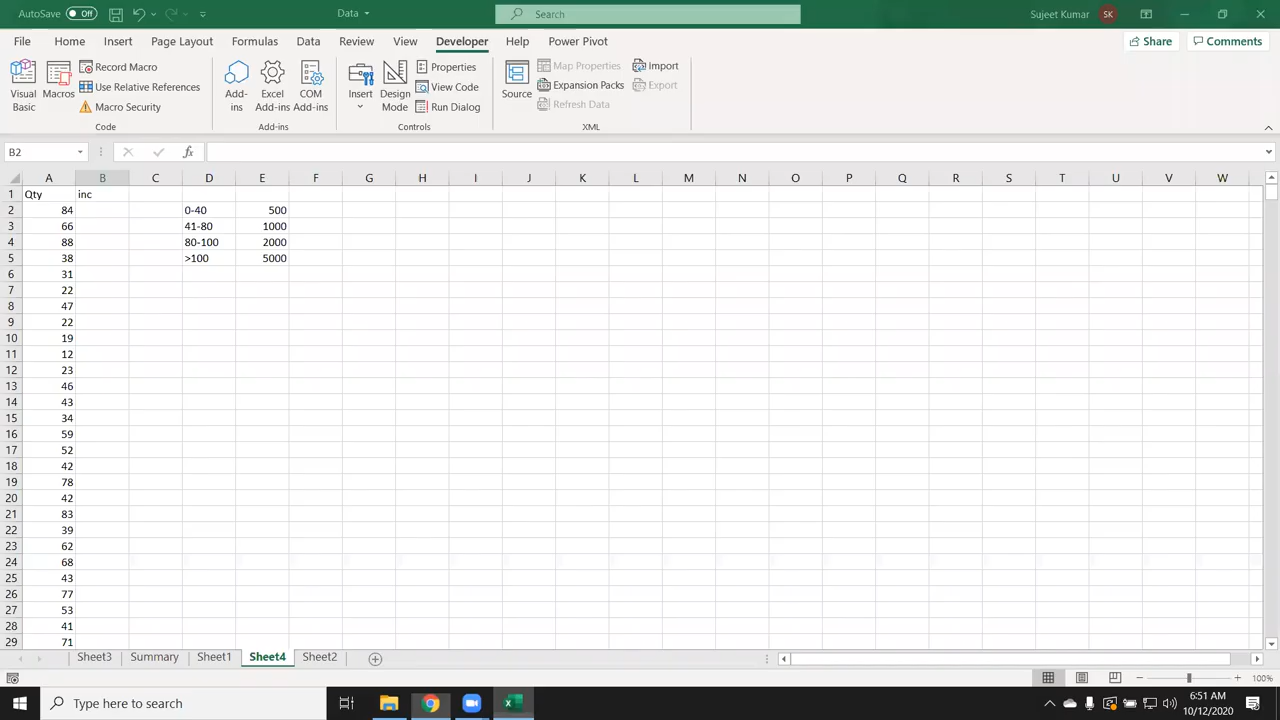 AutoSave Off Data Search Sujeet Kumar SK
File Home Insert Page Layout Formulas Data Review View Developer Help Power Pivot Share Comments
Visual Basic Macros Record Macro Use Relative References Macro Security Add-ins Excel Add-ins COM Add-ins Insert Design Mode Properties View Code Run Dialog Source Map Properties Expansion Packs Refresh Data Import Export
Code Add-ins Controls XML
B2 fx
A B C D E F G H I J K L M N O P Q R S T U V W
1 Qty inc
2 84 0-40 500
3 66 41-80 1000
4 88 80-100 2000
5 38 >100 5000
6 31
7 22
8 47
9 22
10 19
11 12
12 23
13 46
14 43
15 34
16 59
17 52
18 42
19 78
20 42
21 83
22 39
23 62
24 68
25 43
26 77
27 53
28 41
29 71
Sheet3 Summary Sheet1 Sheet4 Sheet2
100%
Type here to search 6:51 AM
10/12/2020